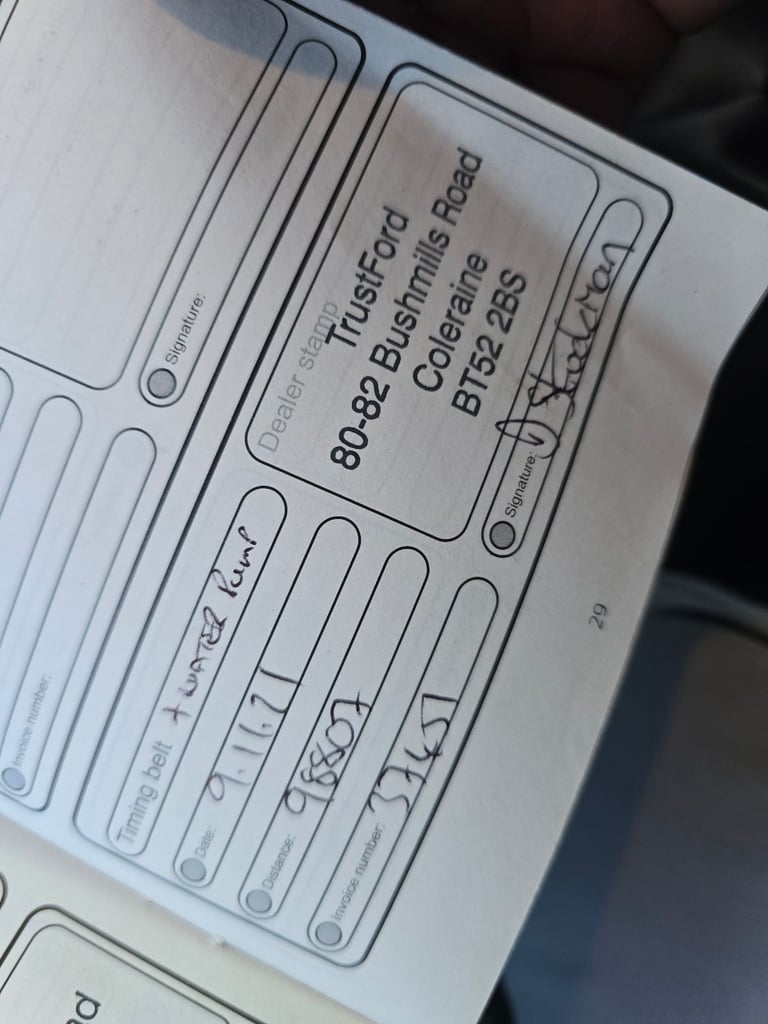 Signature:
Invoice number:
Timing belt + WATER Pump
Date: 9.11.21
Distance: 98807
Invoice number: 37451
Dealer stamp
TrustFord
80-82 Bushmills Road
Coleraine
BT52 2BS
Signature:
29